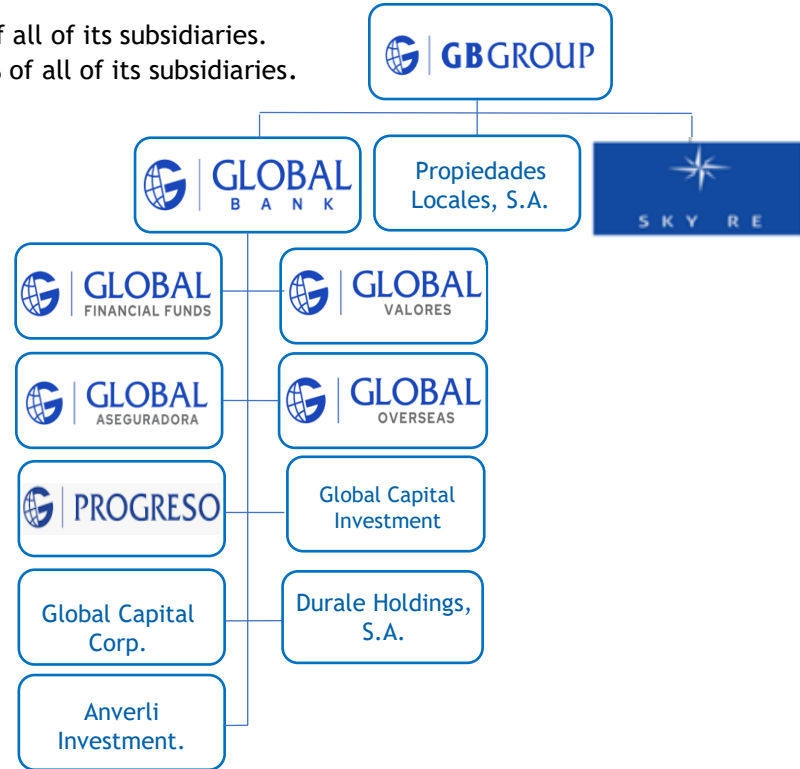 f all of its subsidiaries.
of all of its subsidiaries.
GBGROUP
GLOBAL
BANK
Propiedades
Locales, S.A.
SKY RE
GLOBAL
FINANCIAL FUNDS
GLOBAL
VALORES
GLOBAL
ASEGURADORA
GLOBAL
OVERSEAS
PROGRESO
Global Capital
Investment
Global Capital
Corp.
Durale Holdings,
S.A.
Anverli
Investment.